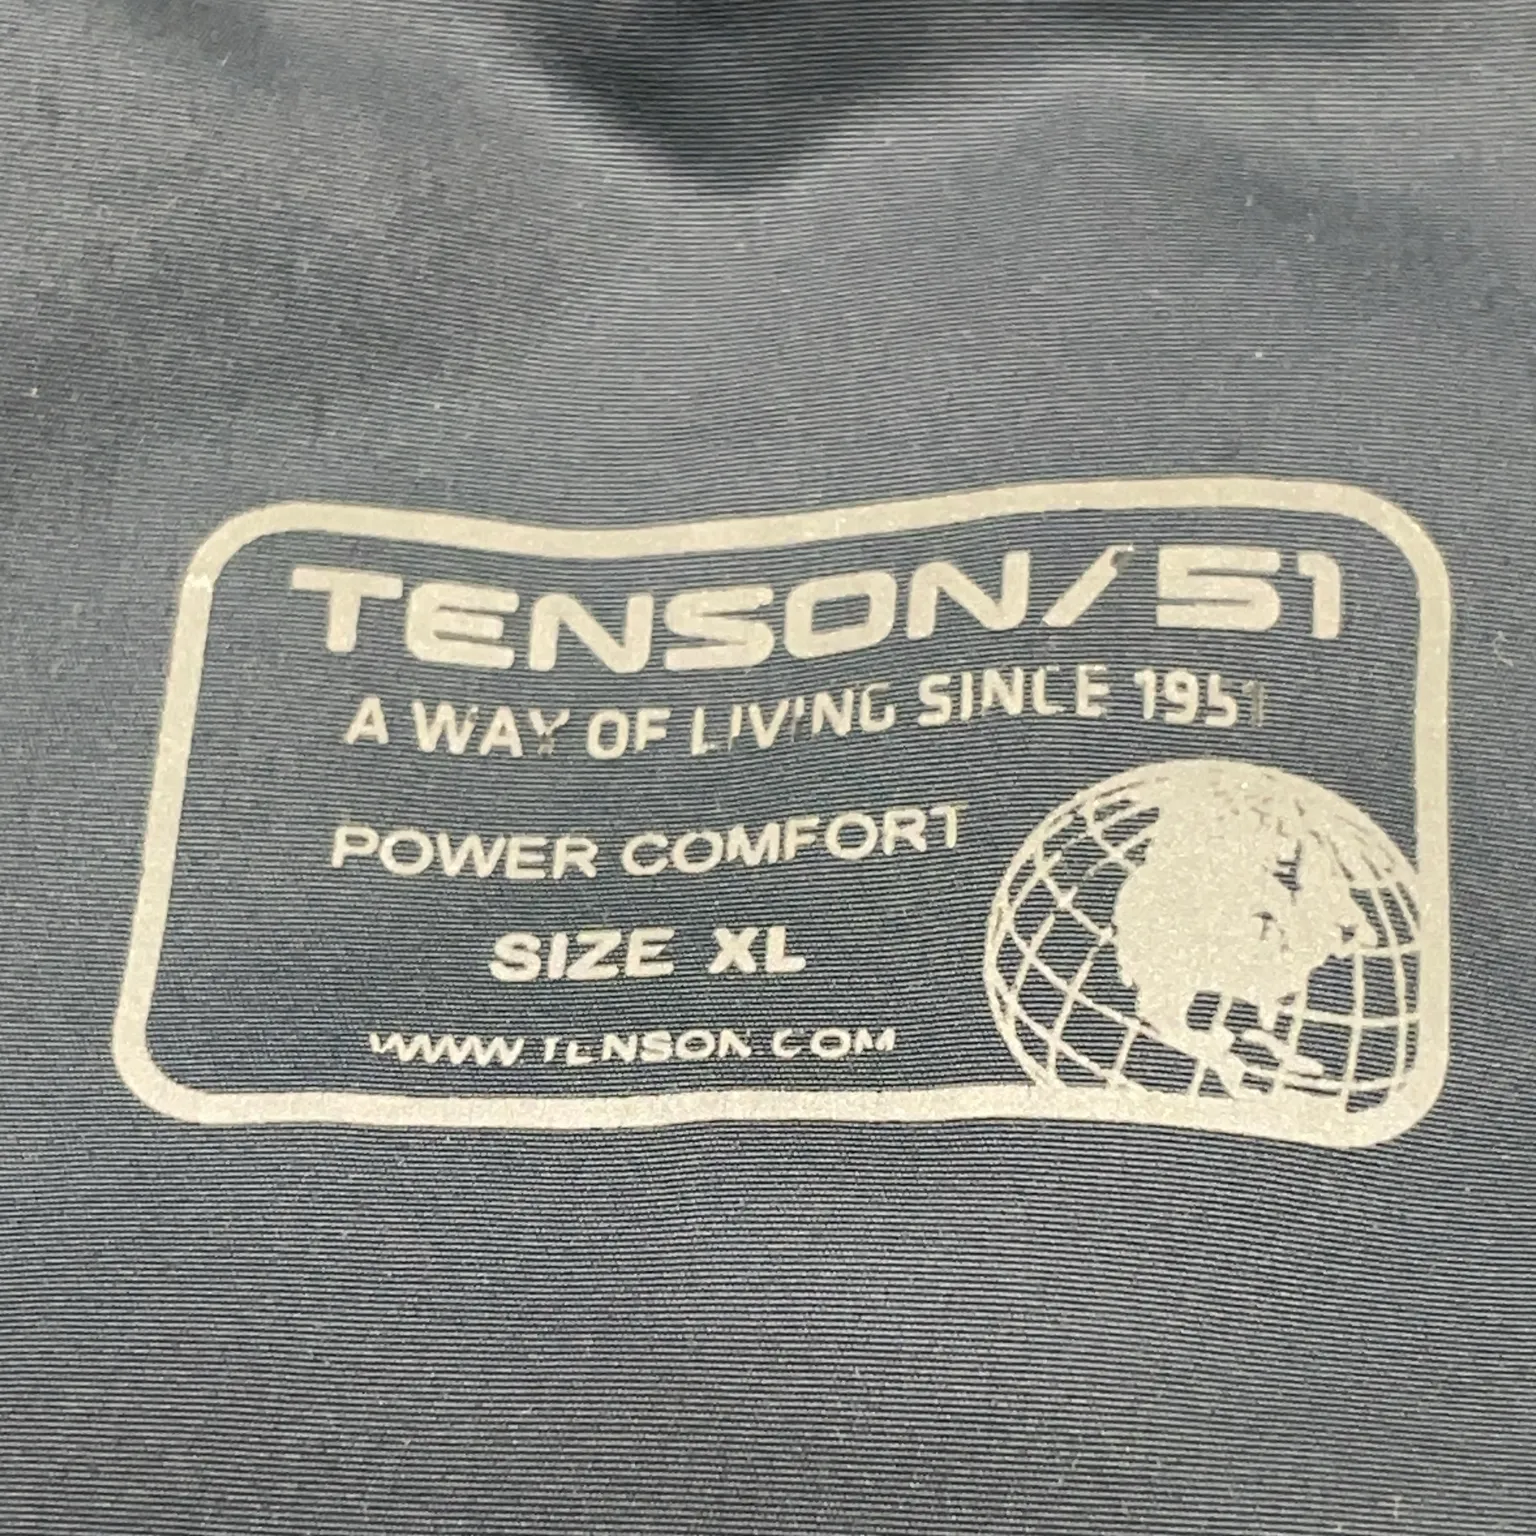 TENSON/51
A WAY OF LIVING SINCE 1951
POWER COMFORT
SIZE XL
WWW.TENSON.COM